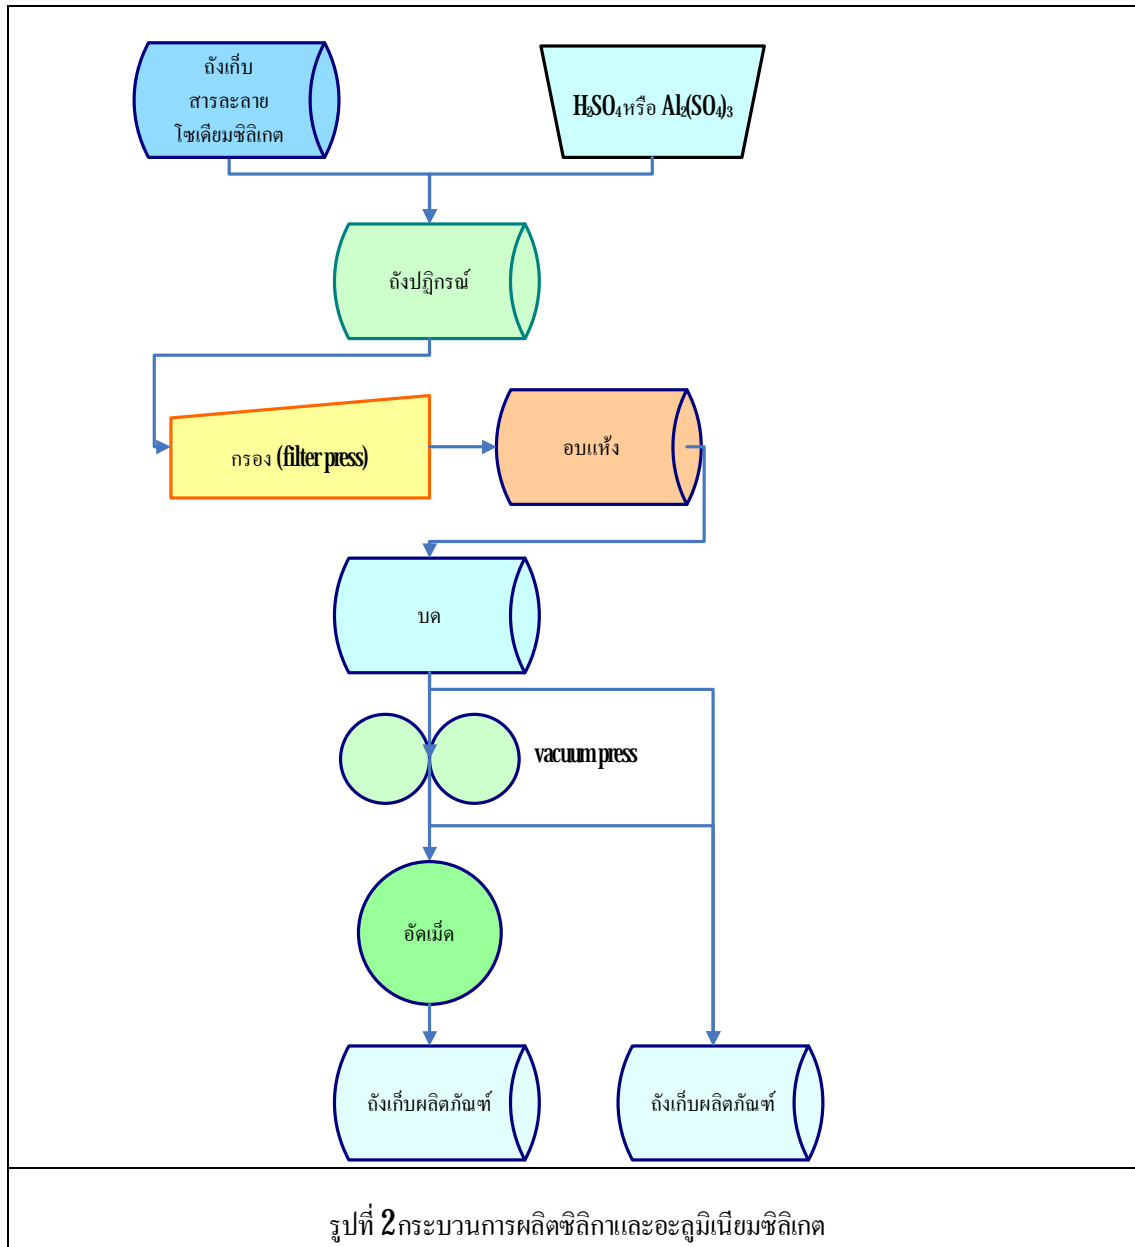 ถังเก็บ
สารละลาย
โซเดียมซิลิเกต
H₂SO₄หรือ Al₂(SO₄)₃
ถังปฏิกรณ์
กรอง (filter press)
อบแห้ง
บด
vacuum press
อัดเม็ด
ถังเก็บผลิตภัณฑ์
ถังเก็บผลิตภัณฑ์
รูปที่ 2 กระบวนการผลิตซิลิกาและอะลูมิเนียมซิลิเกต